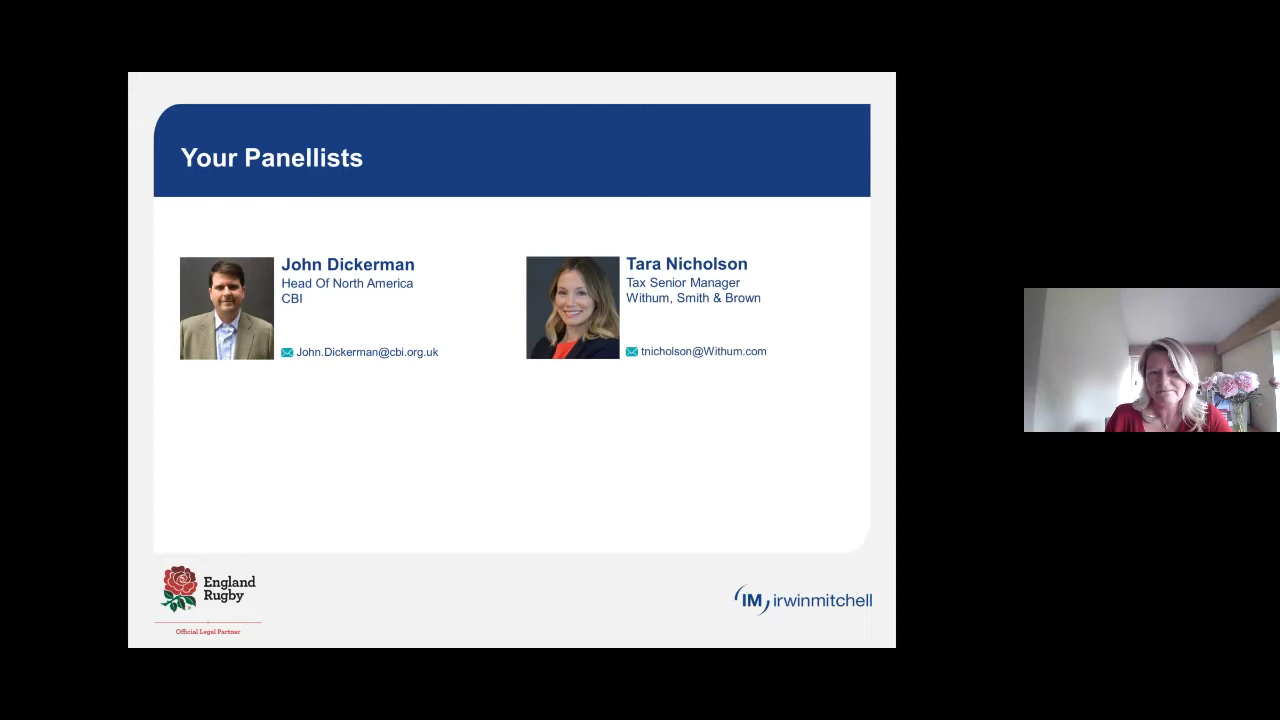 Your Panellists
John Dickerman
Head Of North America
CBI
John.Dickerman@cbi.org.uk
Tara Nicholson
Tax Senior Manager
Withum, Smith & Brown
tnicholson@Withum.com
England
Rugby
Official Legal Partner
IM irwinmitchell